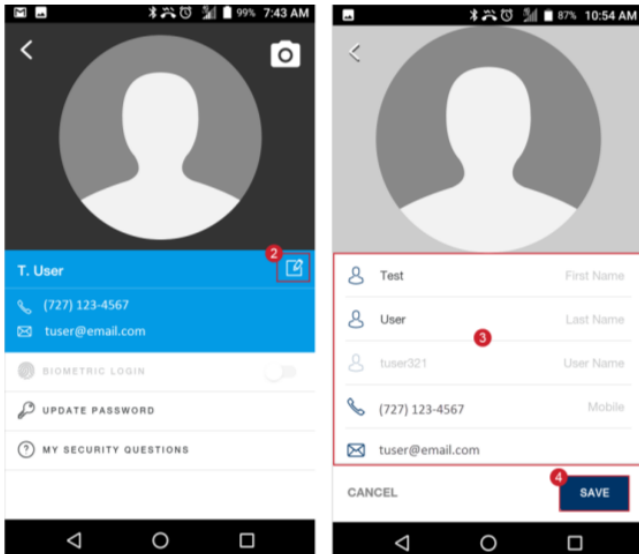 99% 7:43 AM
2
T. User
(727) 123-4567
tuser@email.com
BIOMETRIC LOGIN
UPDATE PASSWORD
MY SECURITY QUESTIONS
87% 10:54 AM
Test First Name
User Last Name
3
tuser321 User Name
(727) 123-4567 Mobile
tuser@email.com
4
CANCEL SAVE